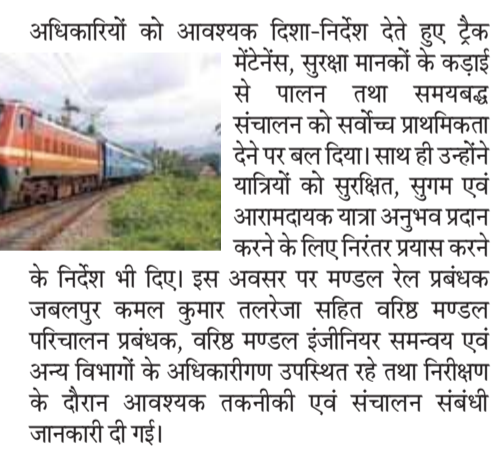 अधिकारियों को आवश्यक दिशा-निर्देश देते हुए ट्रैक
मेंटेनेंस, सुरक्षा मानकों के कड़ाई
से पालन तथा समयबद्ध
संचालन को सर्वोच्च प्राथमिकता
देने पर बल दिया। साथ ही उन्होंने
यात्रियों को सुरक्षित, सुगम एवं
आरामदायक यात्रा अनुभव प्रदान
करने के लिए निरंतर प्रयास करने
के निर्देश भी दिए। इस अवसर पर मण्डल रेल प्रबंधक
जबलपुर कमल कुमार तलरेजा सहित वरिष्ठ मण्डल
परिचालन प्रबंधक, वरिष्ठ मण्डल इंजीनियर समन्वय एवं
अन्य विभागों के अधिकारीगण उपस्थित रहे तथा निरीक्षण
के दौरान आवश्यक तकनीकी एवं संचालन संबंधी
जानकारी दी गई।